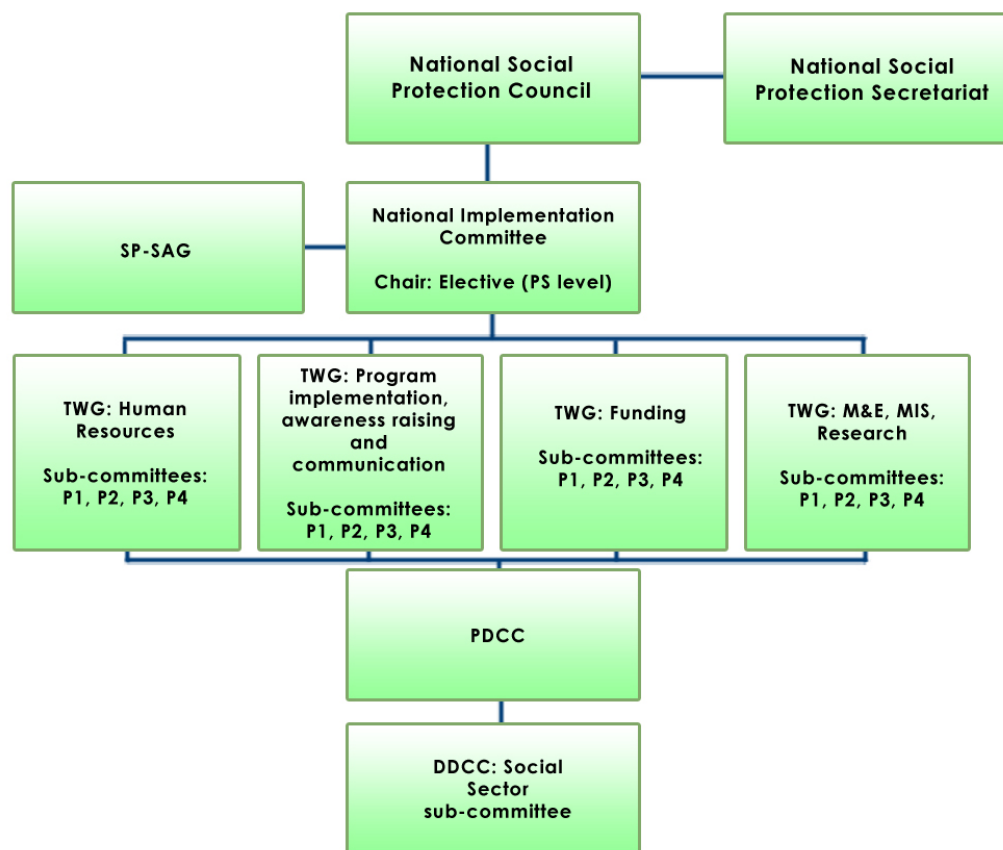 National Social
Protection Council
National Social
Protection Secretariat
SP-SAG
National Implementation
Committee
Chair: Elective (PS level)
TWG: Human
Resources
Sub-committees:
P1, P2, P3, P4
TWG: Program
implementation,
awareness raising
and
communication
Sub-committees:
P1, P2, P3, P4
TWG: Funding
Sub-committees:
P1, P2, P3, P4
TWG: M&E, MIS,
Research
Sub-committees:
P1, P2, P3, P4
PDCC
DDCC: Social
Sector
sub-committee